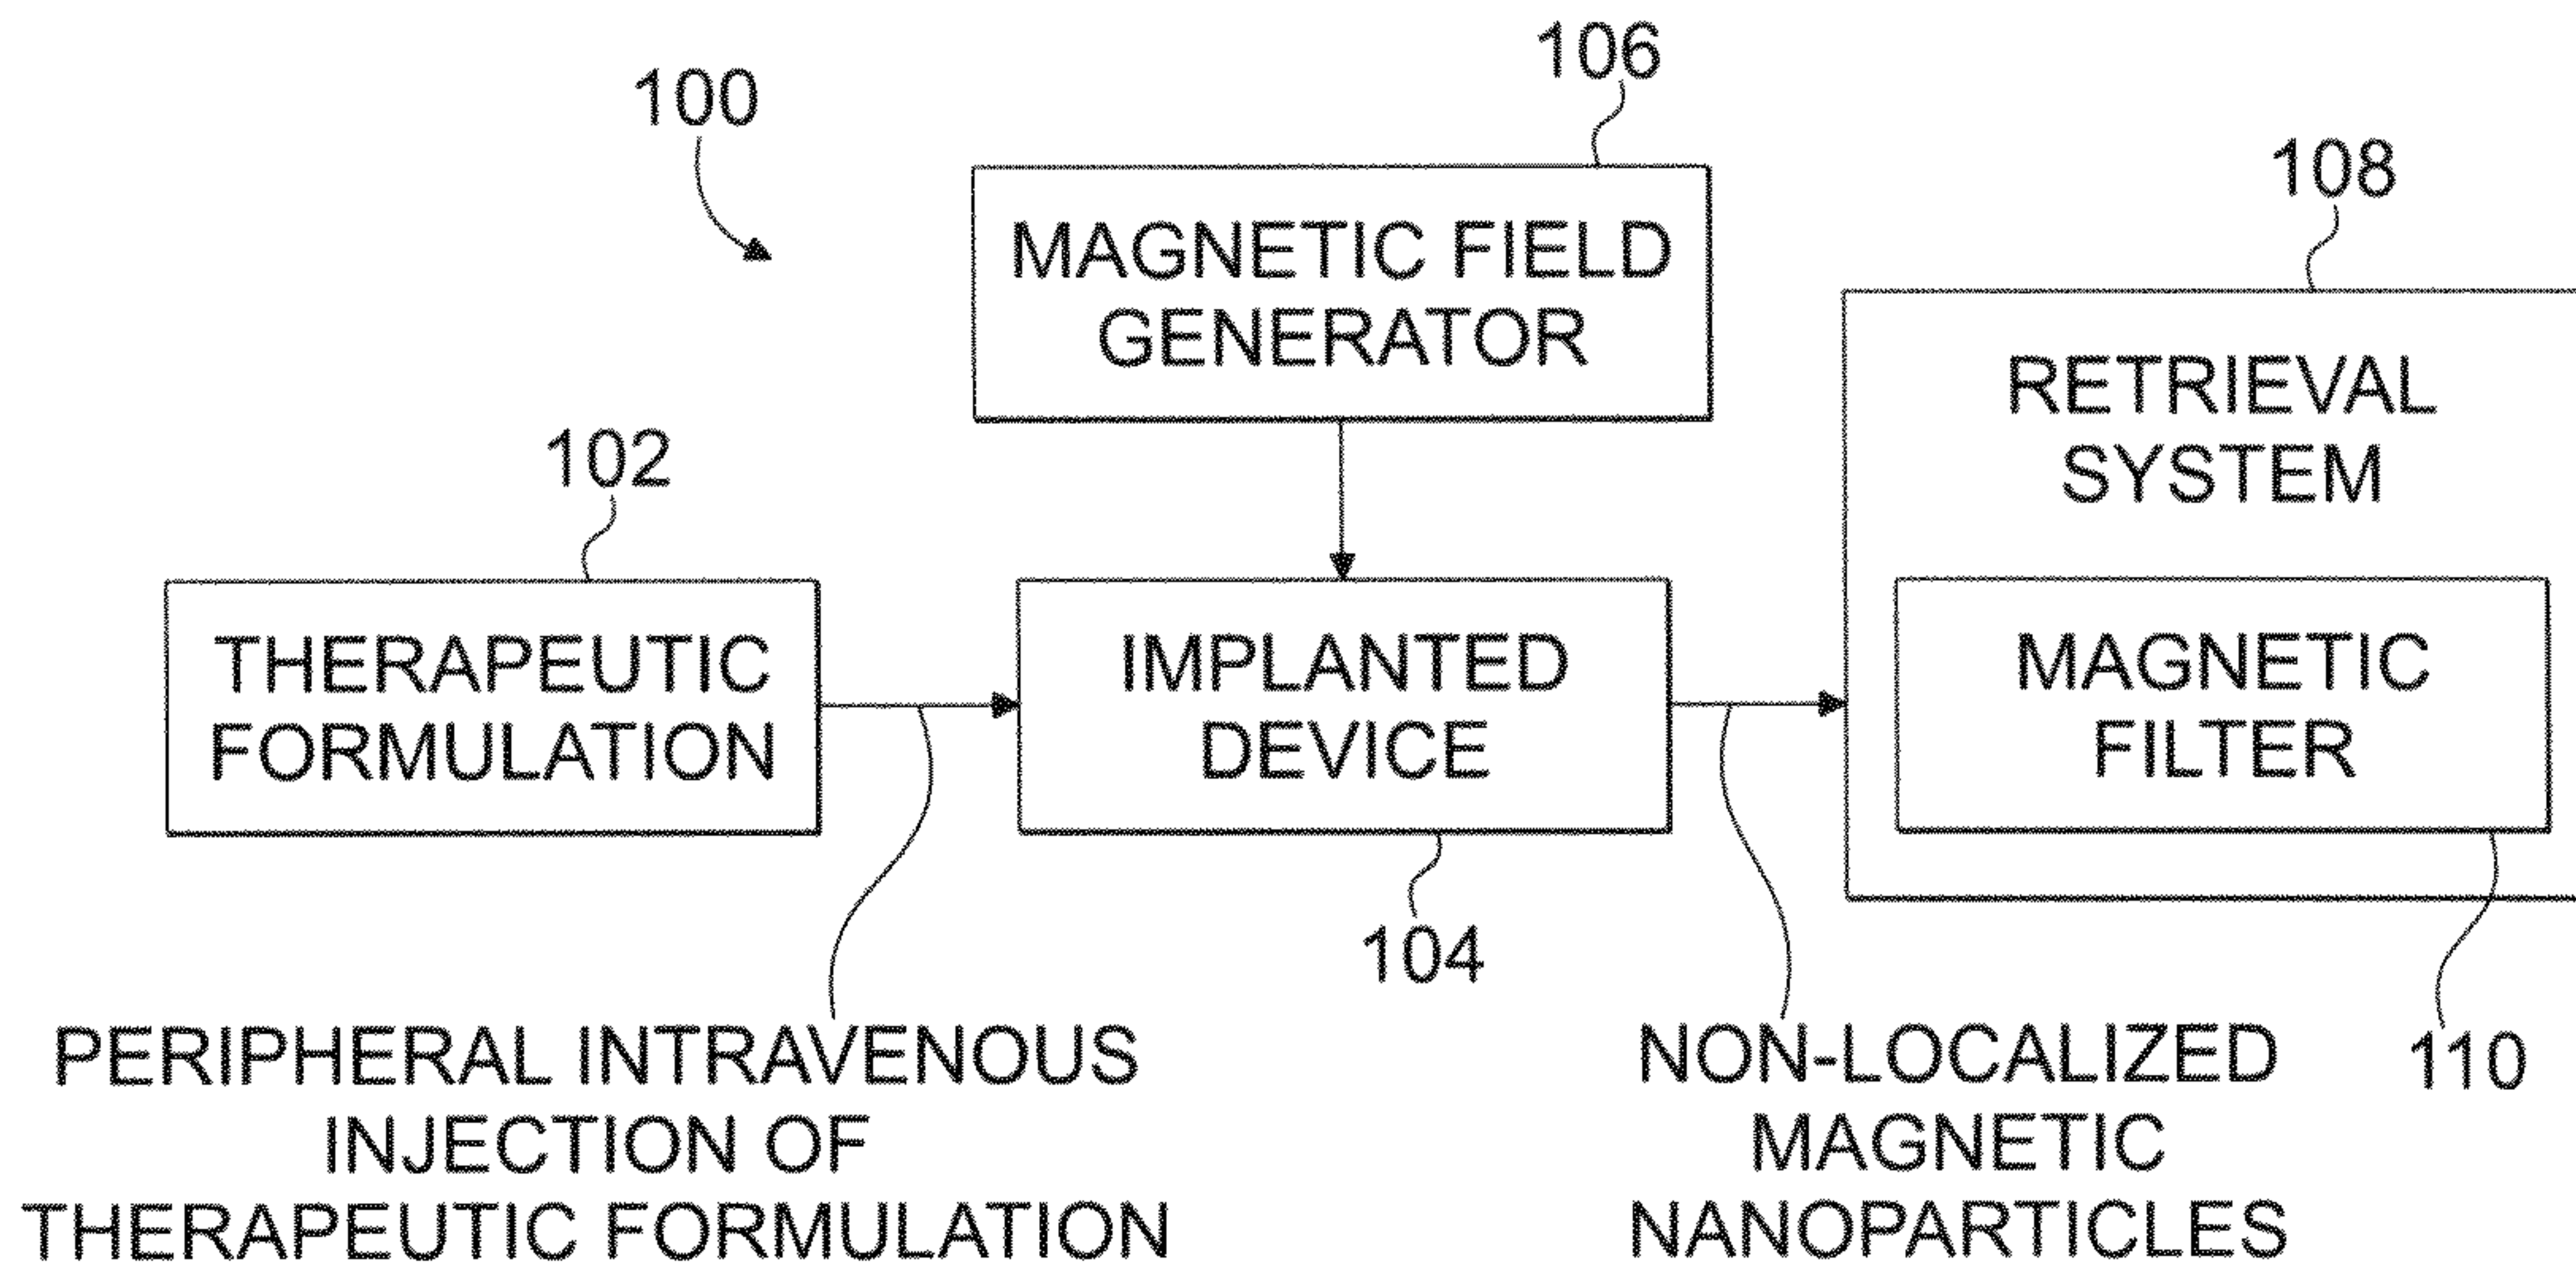 106
100
108
MAGNETIC FIELD
GENERATOR
RETRIEVAL
SYSTEM
102
THERAPEUTIC
FORMULATION
IMPLANTED
DEVICE
MAGNETIC
FILTER
104
PERIPHERAL INTRAVENOUS
INJECTION OF
THERAPEUTIC FORMULATION
NON-LOCALIZED
MAGNETIC
NANOPARTICLES
110